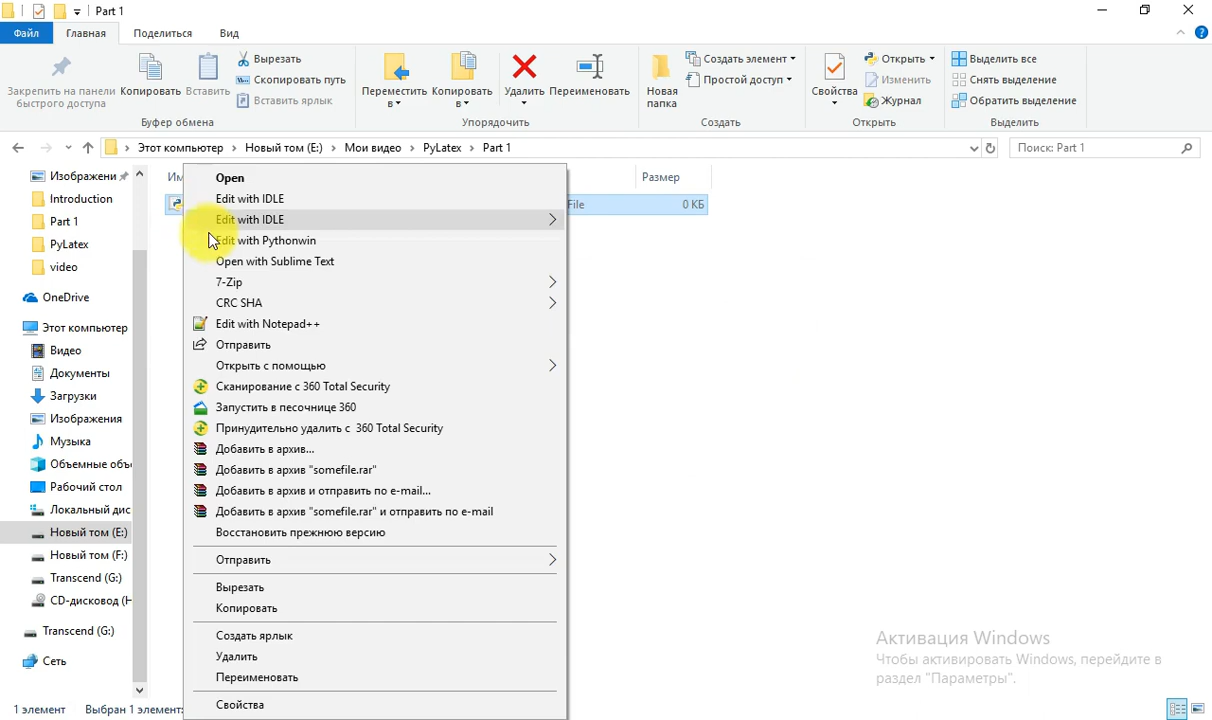 Part 1
Файл Главная Поделиться Вид
Закрепить на панели быстрого доступа
Копировать
Вставить
Вырезать
Скопировать путь
Вставить ярлык
Буфер обмена
Переместить в
Копировать в
Удалить
Переименовать
Упорядочить
Новая папка
Создать элемент
Простой доступ
Создать
Свойства
Открыть
Изменить
Журнал
Открыть
Выделить все
Снять выделение
Обратить выделение
Выделить
Этот компьютер > Новый том (E:) > Мои видео > PyLatex > Part 1
Поиск: Part 1
Изображени
Introduction
Part 1
PyLatex
video
OneDrive
Этот компьютер
Видео
Документы
Загрузки
Изображения
Музыка
Объемные объ
Рабочий стол
Локальный дис
Новый том (E:)
Новый том (F:)
Transcend (G:)
CD-дисковод (H
Transcend (G:)
Сеть
Им
Размер
File 0 КБ
Open
Edit with IDLE
Edit with IDLE
Edit with Pythonwin
Open with Sublime Text
7-Zip
CRC SHA
Edit with Notepad++
Отправить
Открыть с помощью
Сканирование с 360 Total Security
Запустить в песочнице 360
Принудительно удалить с 360 Total Security
Добавить в архив...
Добавить в архив "somefile.rar"
Добавить в архив и отправить по e-mail...
Добавить в архив "somefile.rar" и отправить по e-mail
Восстановить прежнюю версию
Отправить
Вырезать
Копировать
Создать ярлык
Удалить
Переименовать
Свойства
Активация Windows
Чтобы активировать Windows, перейдите в
раздел "Параметры".
1 элемент Выбран 1 элемент: